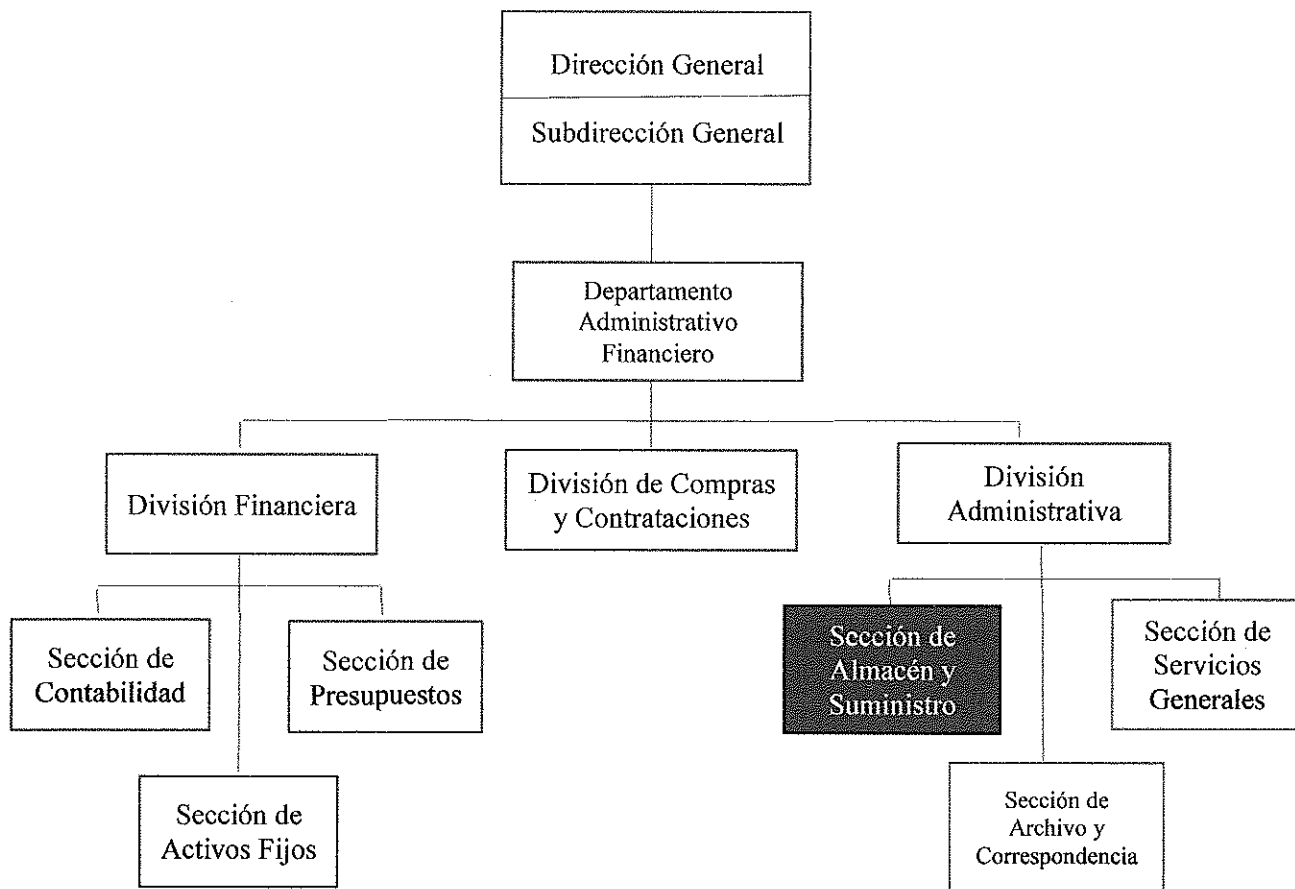 Dirección General
Subdirección General
Departamento
Administrativo
Financiero
División Financiera
División de Compras
y Contrataciones
División
Administrativa
Sección de
Contabilidad
Sección de
Presupuestos
Sección de
Almacén y
Suministro
Sección de
Servicios
Generales
Sección de
Activos Fijos
Sección de
Archivo y
Correspondencia